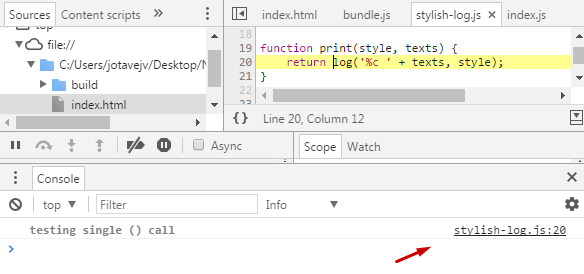 Sources
Content scripts
»
index.html
bundle.js
stylish-log.js ×
index.js
top
file://
C:/Users/jotavejv/Desktop/N
build
index.html
18
19 function print(style, texts) {
20 return log('%c ' + texts, style);
21 }
22
{} Line 20, Column 12
Async
Scope
Watch
Console
top
Filter
Info
testing single () call
stylish-log.js:20
>